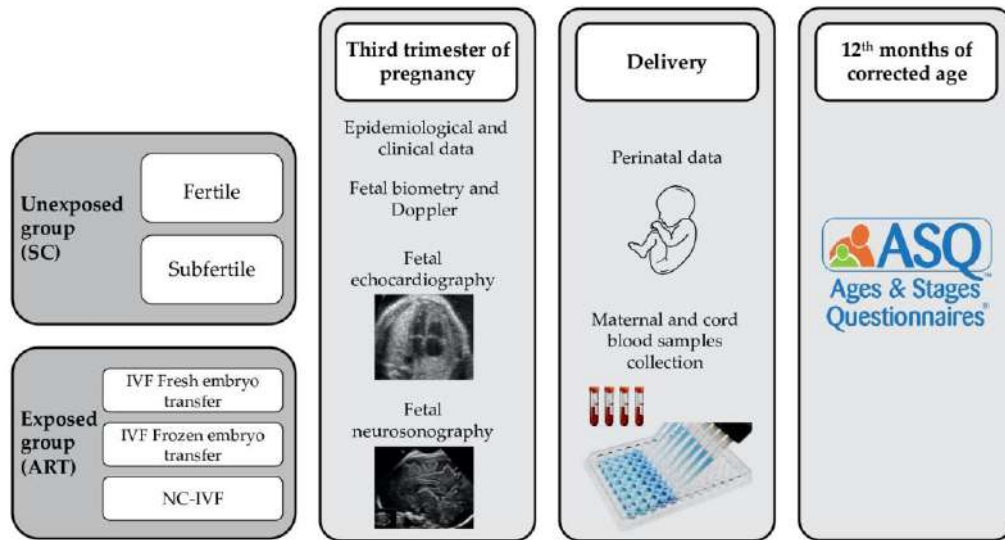 Unexposed
group
(SC)
Fertile
Subfertile
Exposed
group
(ART)
IVF Fresh embryo
transfer
IVF Frozen embryo
transfer
NC-IVF
Third trimester of
pregnancy
Epidemiological and
clinical data
Fetal biometry and
Doppler
Fetal
echocardiography
Fetal
neurosonography
Delivery
Perinatal data
Maternal and cord
blood samples
collection
12th months of
corrected age
ASQ™
Ages & Stages
Questionnaires®